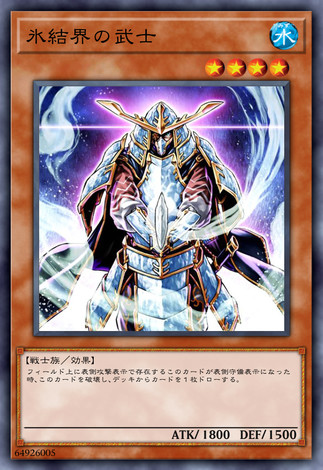 氷結界の武士
水
【戦士族／効果】
フィールド上に表側攻撃表示で存在するこのカードが表側守備表示になった
時、このカードを破壊し、デッキからカードを１枚ドローする。
ATK/ 1800 DEF/1500
64926005